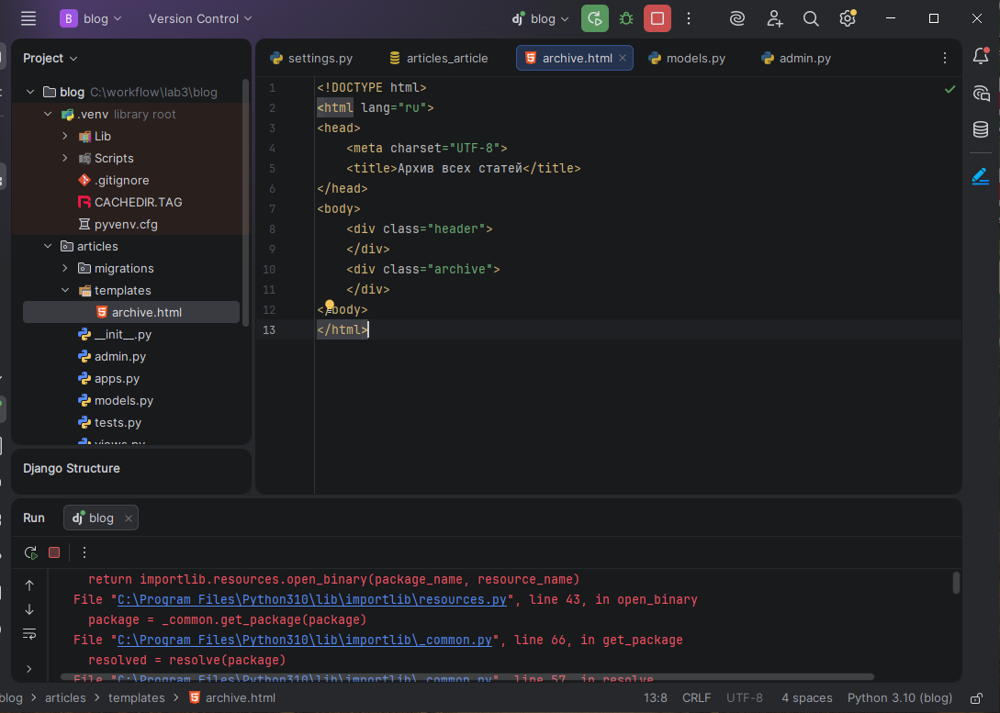 B blog Version Control dj blog
Project
settings.py articles_article archive.html models.py admin.py
blog C:\workflow\lab3\blog
.venv library root
Lib
Scripts
.gitignore
CACHEDIR.TAG
pyvenv.cfg
articles
migrations
templates
archive.html
__init__.py
admin.py
apps.py
models.py
tests.py
views.py
Django Structure
1 <!DOCTYPE html>
2 <html lang="ru">
3 <head>
4 <meta charset="UTF-8">
5 <title>Архив всех статей</title>
6 </head>
7 <body>
8 <div class="header">
9 </div>
10 <div class="archive">
11 </div>
12 </body>
13 </html>
Run dj blog
return importlib.resources.open_binary(package_name, resource_name)
File "C:\Program Files\Python310\lib\importlib\resources.py", line 43, in open_binary
package = _common.get_package(package)
File "C:\Program Files\Python310\lib\importlib\_common.py", line 66, in get_package
resolved = resolve(package)
File "C:\Program Files\Python310\lib\importlib\_common.py", line 57, in resolve
blog > articles > templates > archive.html 13:8 CRLF UTF-8 4 spaces Python 3.10 (blog)